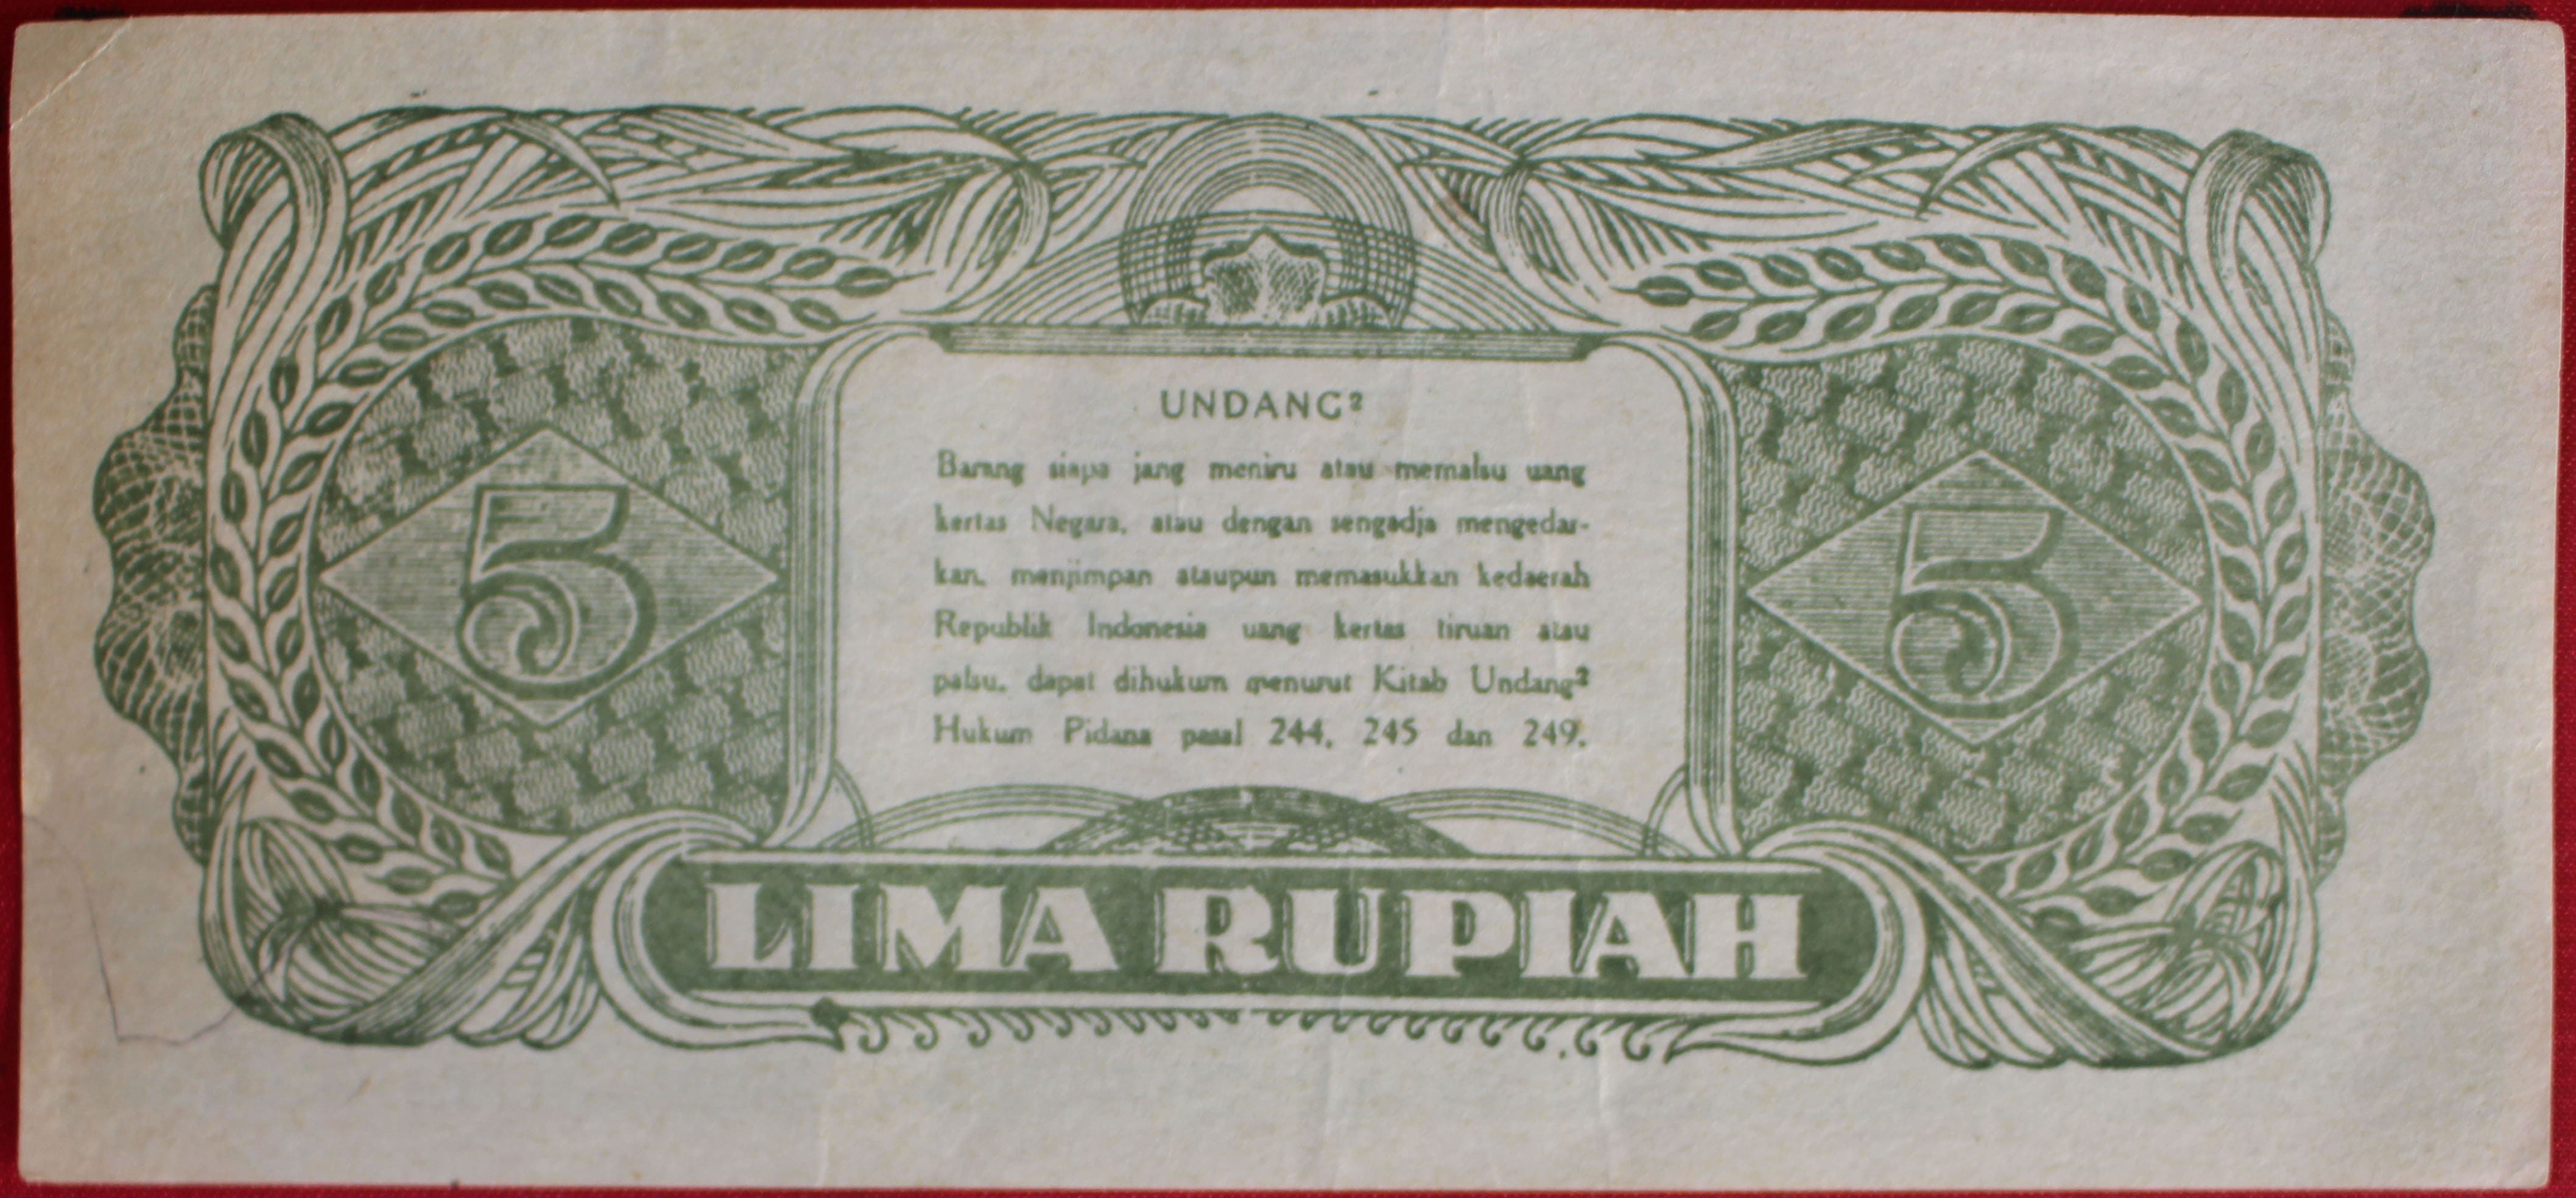 UNDANG²
Barang siapa jang meniru atau memalsu uang
kertas Negara, atau dengan sengadja mengedar-
kan, menjimpan ataupun memasukkan kedaerah
Republik Indonesia uang kertas tiruan atau
palsu, dapat dihukum menurut Kitab Undang²
Hukum Pidana pasal 244, 245 dan 249.
5
5
LIMA RUPIAH